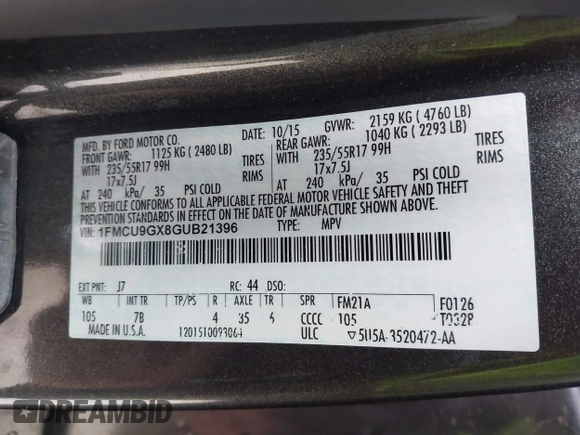 MFD. BY FORD MOTOR CO.
DATE: 10/15 GVWR: 2159 KG ( 4760 LB)
FRONT GAWR: 1125 KG ( 2480 LB) REAR GAWR: 1040 KG ( 2293 LB)
WITH 235/55R17 99H TIRES WITH 235/55R17 99H TIRES
17x7.5J RIMS 17x7.5J RIMS
AT 240 kPa/ 35 PSI COLD AT 240 kPa/ 35 PSI COLD
THIS VEHICLE CONFORMS TO ALL APPLICABLE FEDERAL MOTOR VEHICLE SAFETY AND THEFT
PREVENTION STANDARDS IN EFFECT ON THE DATE OF MANUFACTURE SHOWN ABOVE.
VIN: 1FMCU9GX8GUB21396 TYPE: MPV
EXT PNT: J7 RC: 44 DSO:
WB INT TR TP/PS R AXLE TR SPR FM21A F0126
105 7B 4 35 4 CCCC 105 T032P
MADE IN U.S.A. ULC 5U5A-3520472-AA
DREAMBID